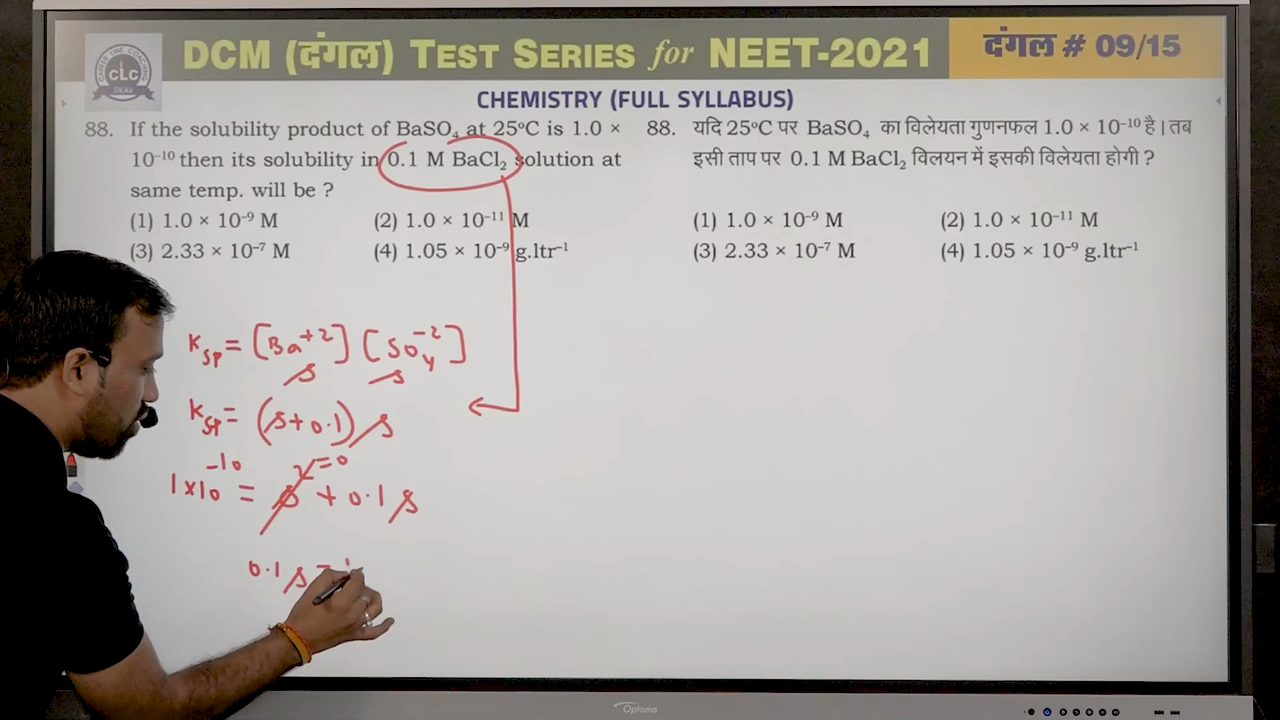 CLC
SIKAR
DCM (दंगल) TEST SERIES for NEET-2021
दंगल # 09/15
CHEMISTRY (FULL SYLLABUS)
88. If the solubility product of BaSO₄ at 25°C is 1.0 ×
10⁻¹⁰ then its solubility in 0.1 M BaCl₂ solution at
same temp. will be ?
(1) 1.0 × 10⁻⁹ M (2) 1.0 × 10⁻¹¹ M
(3) 2.33 × 10⁻⁷ M (4) 1.05 × 10⁻⁹ g.ltr⁻¹
88. यदि 25°C पर BaSO₄ का विलेयता गुणनफल 1.0 × 10⁻¹⁰ है। तब
इसी ताप पर 0.1 M BaCl₂ विलयन में इसकी विलेयता होगी ?
(1) 1.0 × 10⁻⁹ M (2) 1.0 × 10⁻¹¹ M
(3) 2.33 × 10⁻⁷ M (4) 1.05 × 10⁻⁹ g.ltr⁻¹
Ksp = [Ba⁺²] [SO₄⁻²]
s s
Ksp = (s+0.1) s
1×10⁻¹⁰ = s² + 0.1 s
=0
0.1 s =
Optoma